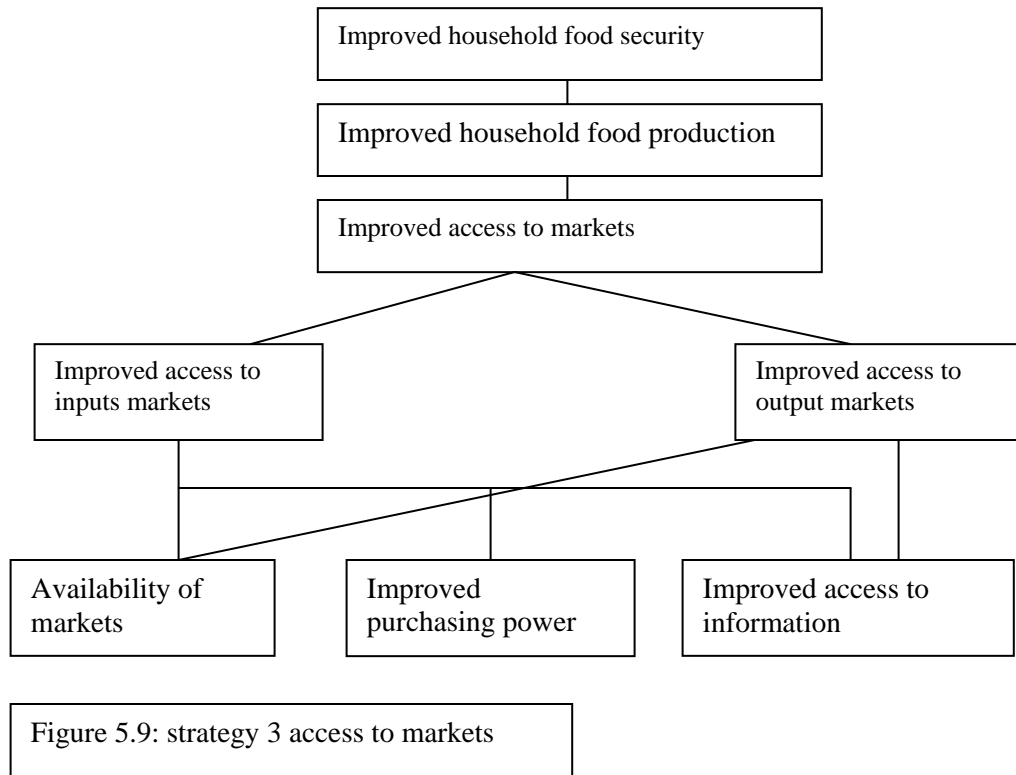 Improved household food security
Improved household food production
Improved access to markets
Improved access to
inputs markets
Improved access to
output markets
Availability of
markets
Improved
purchasing power
Improved access to
information
Figure 5.9: strategy 3 access to markets